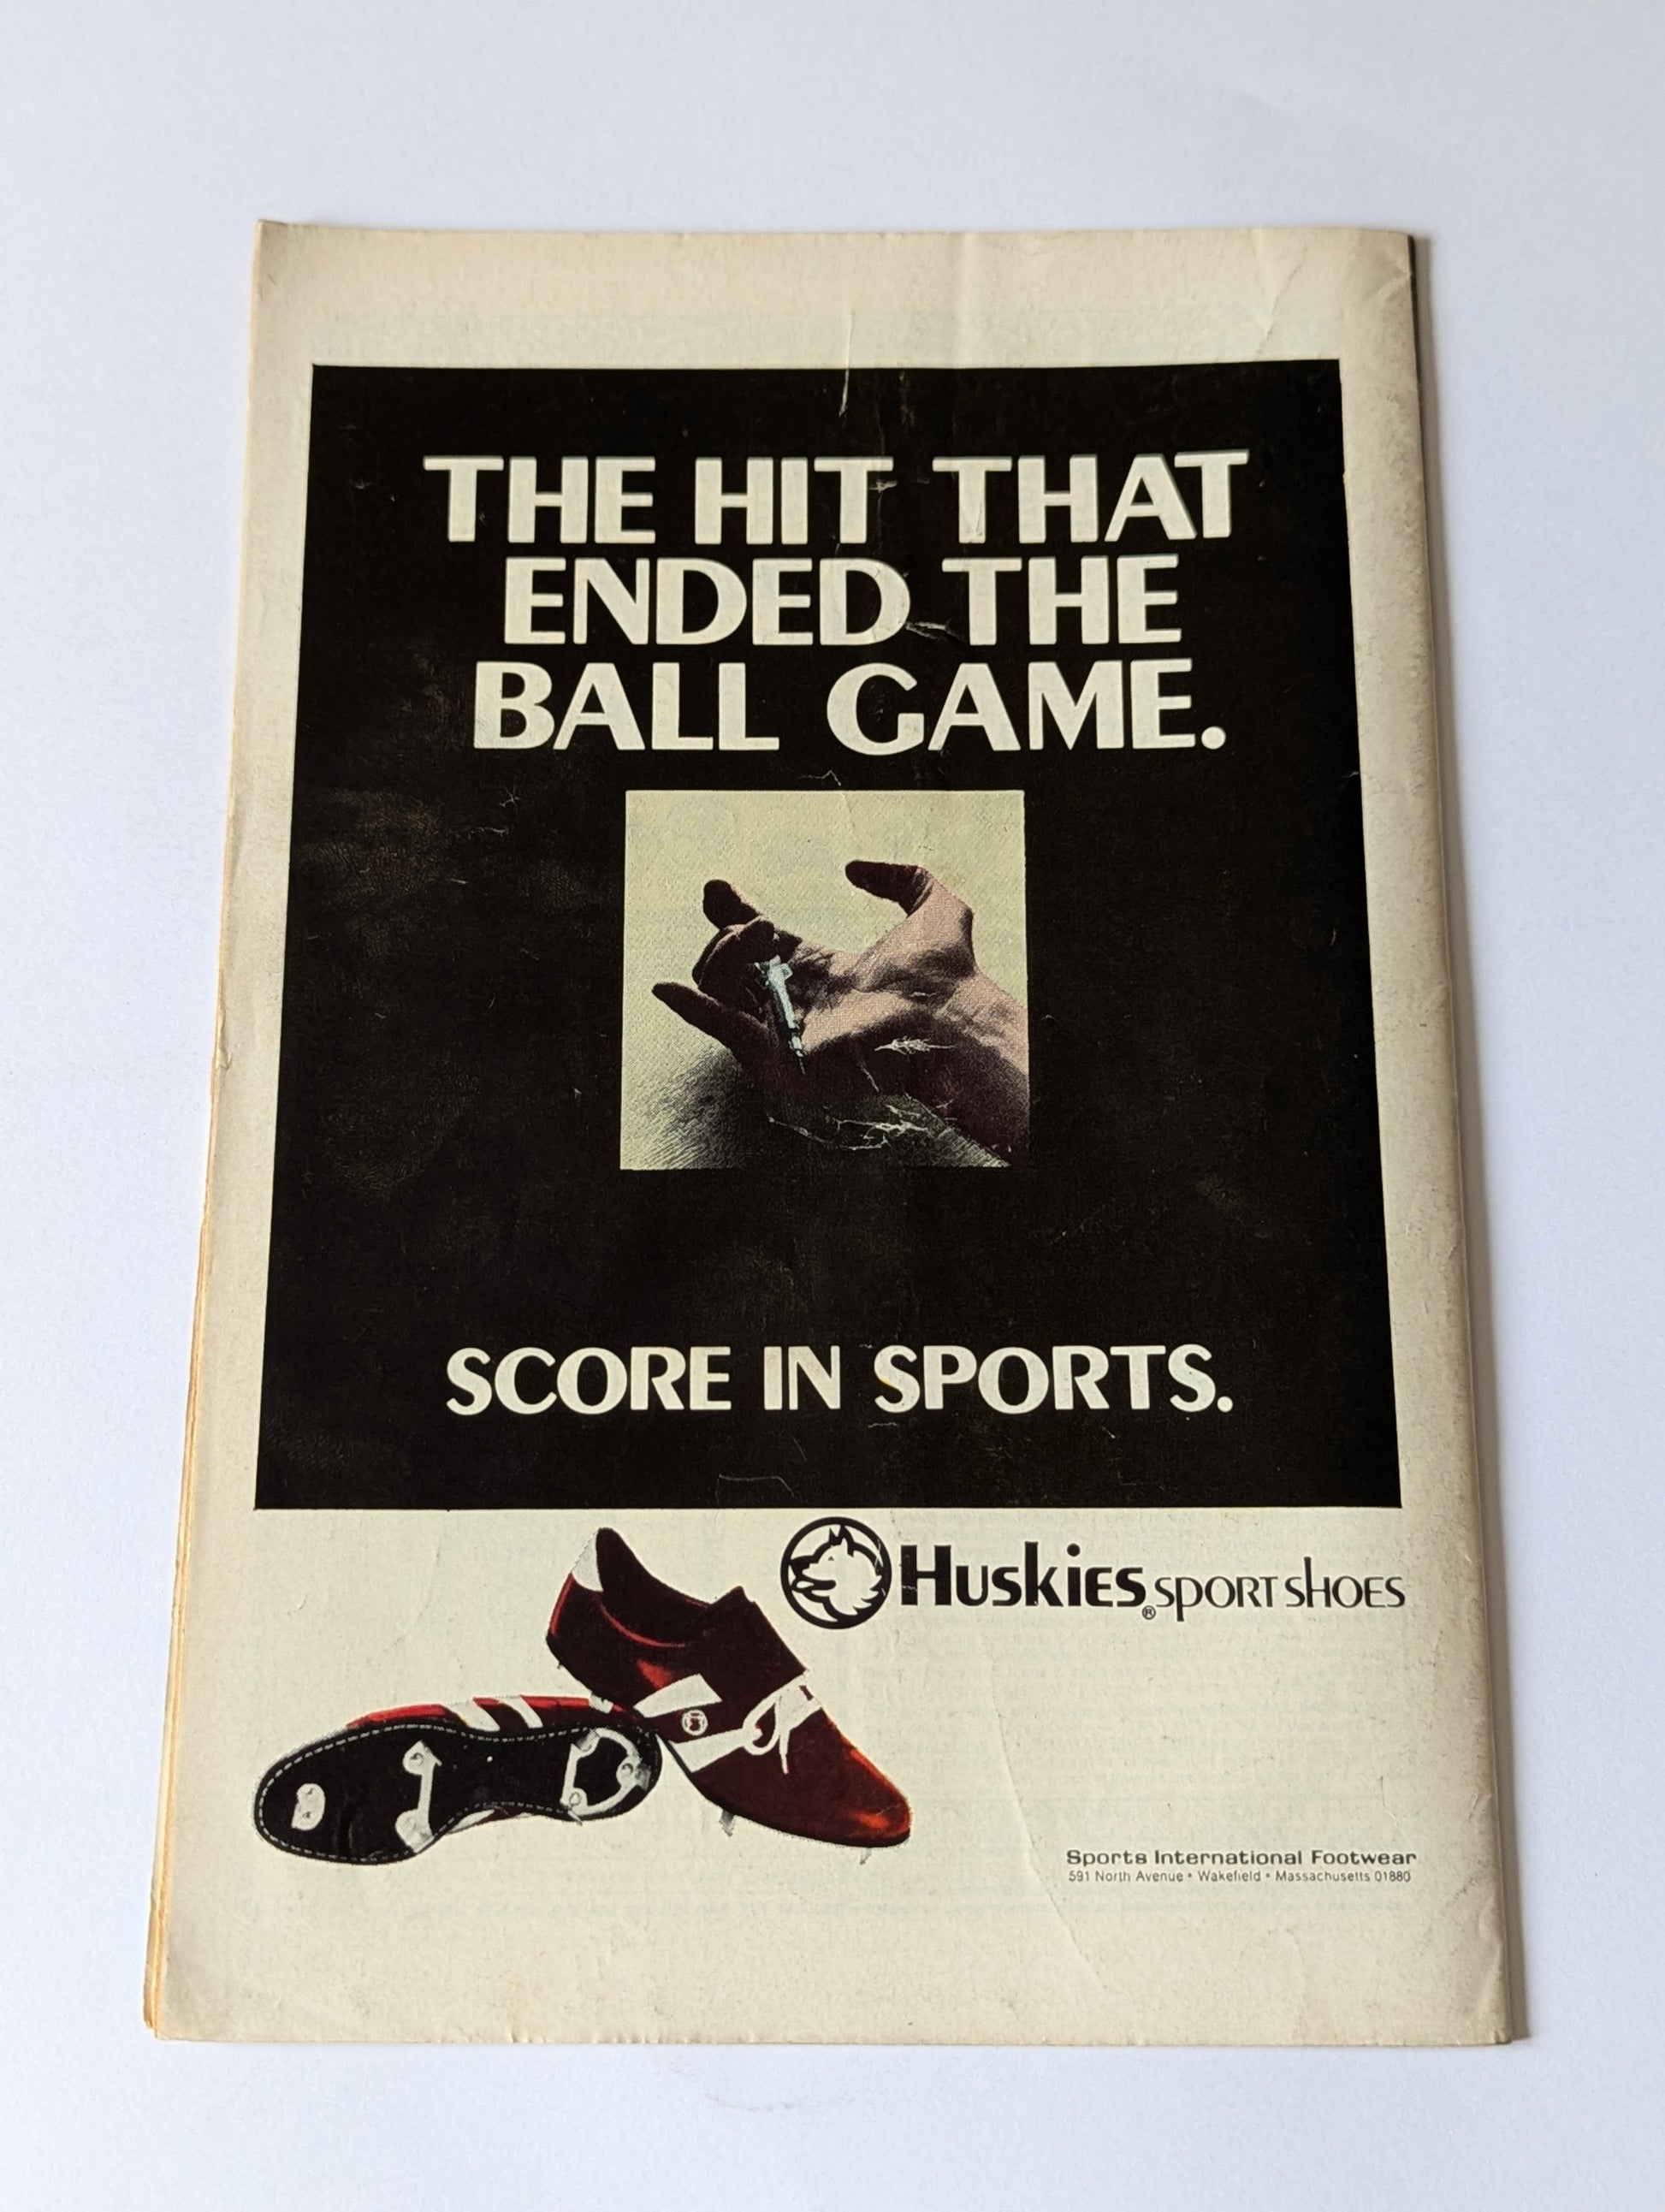 THE HIT THAT
ENDED THE
BALL GAME.
SCORE IN SPORTS.
Huskies® SPORT SHOES
Sports International Footwear
591 North Avenue • Wakefield • Massachusetts 01880